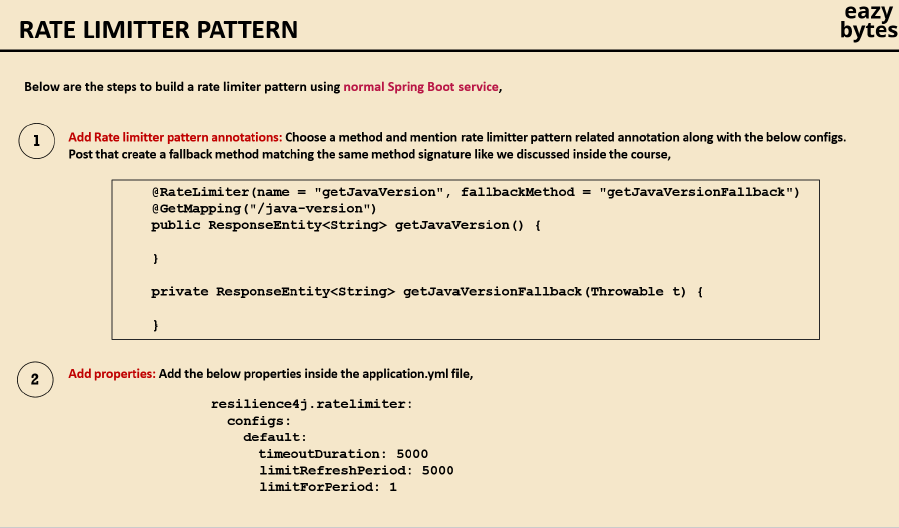 RATE LIMITTER PATTERN
eazy
bytes
Below are the steps to build a rate limiter pattern using normal Spring Boot service,
1
Add Rate limitter pattern annotations: Choose a method and mention rate limitter pattern related annotation along with the below configs.
Post that create a fallback method matching the same method signature like we discussed inside the course,
@RateLimiter(name = "getJavaVersion", fallbackMethod = "getJavaVersionFallback")
@GetMapping("/java-version")
public ResponseEntity<String> getJavaVersion() {
}
private ResponseEntity<String> getJavaVersionFallback(Throwable t) {
}
2
Add properties: Add the below properties inside the application.yml file,
resilience4j.ratelimiter:
configs:
default:
timeoutDuration: 5000
limitRefreshPeriod: 5000
limitForPeriod: 1